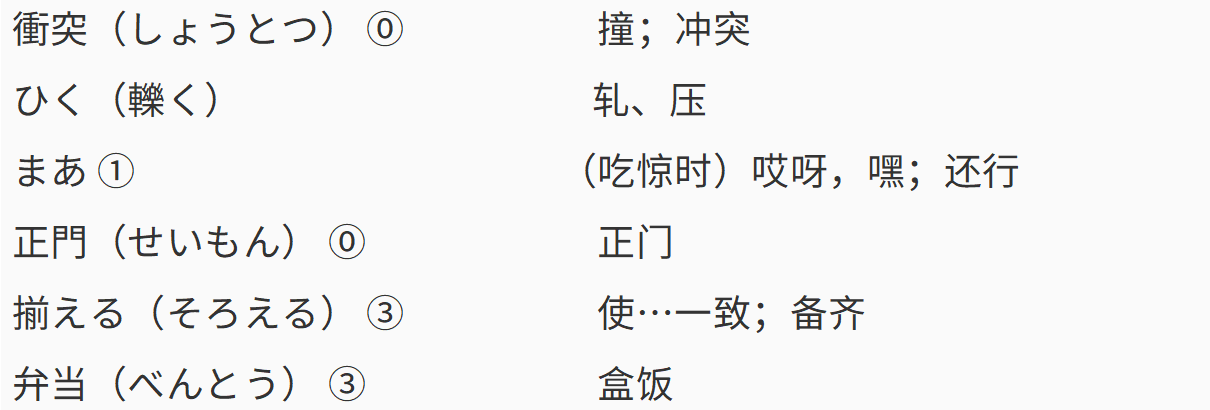 衝突（しょうとつ） ⓪ 撞；冲突
ひく（轢く） 轧、压
まあ ① （吃惊时）哎呀，嘿；还行
正門（せいもん） ⓪ 正门
揃える（そろえる） ③ 使…一致；备齐
弁当（べんとう） ③ 盒饭